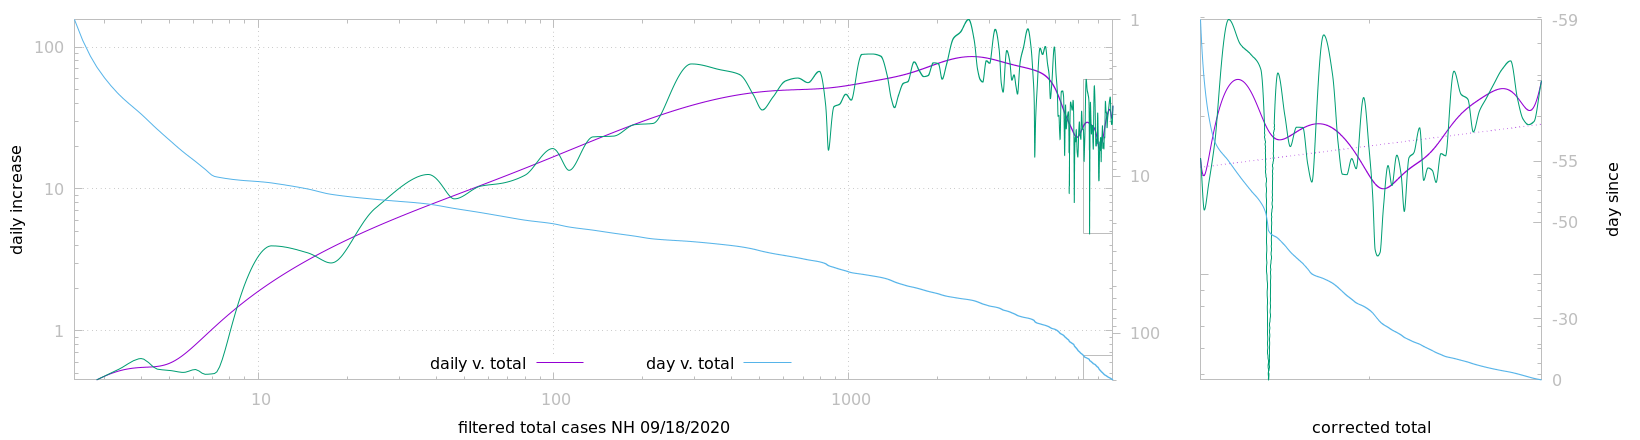 100
10
1
daily increase
10
100
1000
1
10
100
daily v. total
day v. total
filtered total cases NH 09/18/2020
-59
-55
-50
-30
0
day since
corrected total